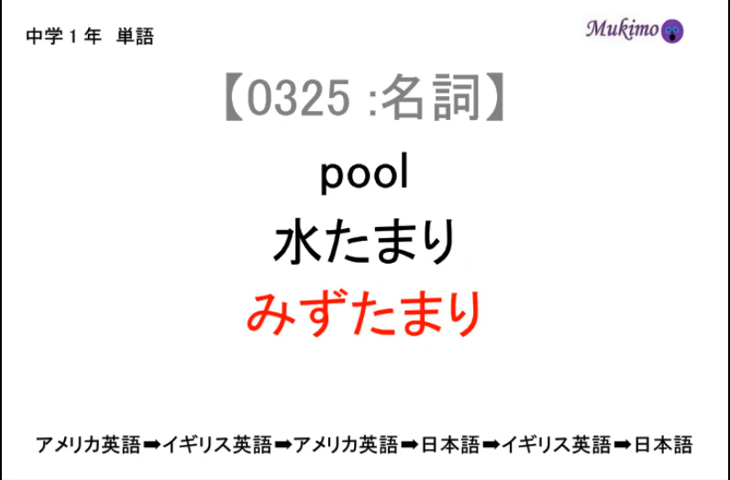 中学1年 単語
Mukimo
【0325 :名詞】
pool
水たまり
みずたまり
アメリカ英語➡イギリス英語➡アメリカ英語➡日本語➡イギリス英語➡日本語